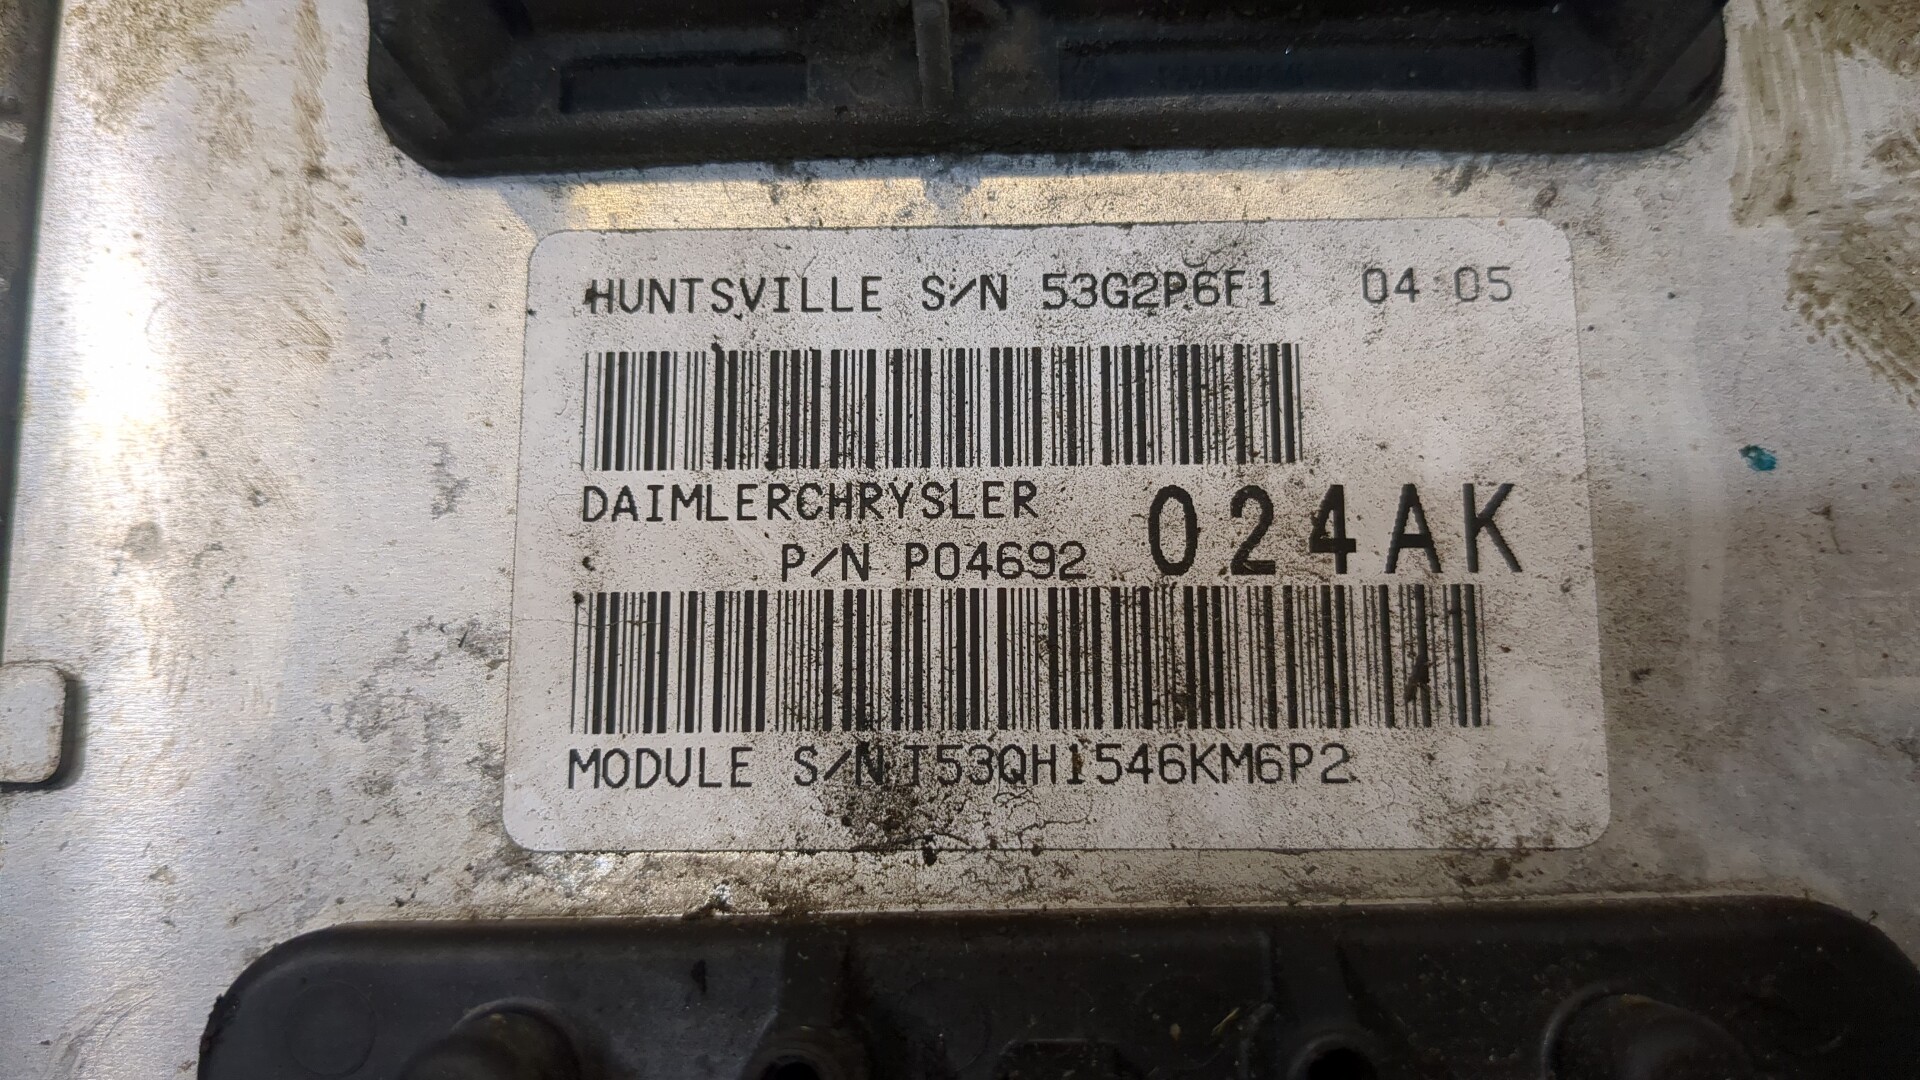 HUNTSVILLE S/N 53G2P6F1 04:05
DAIMLERCHRYSLER
P/N P04692 024AK
MODULE S/N T53QH1546KM6P2